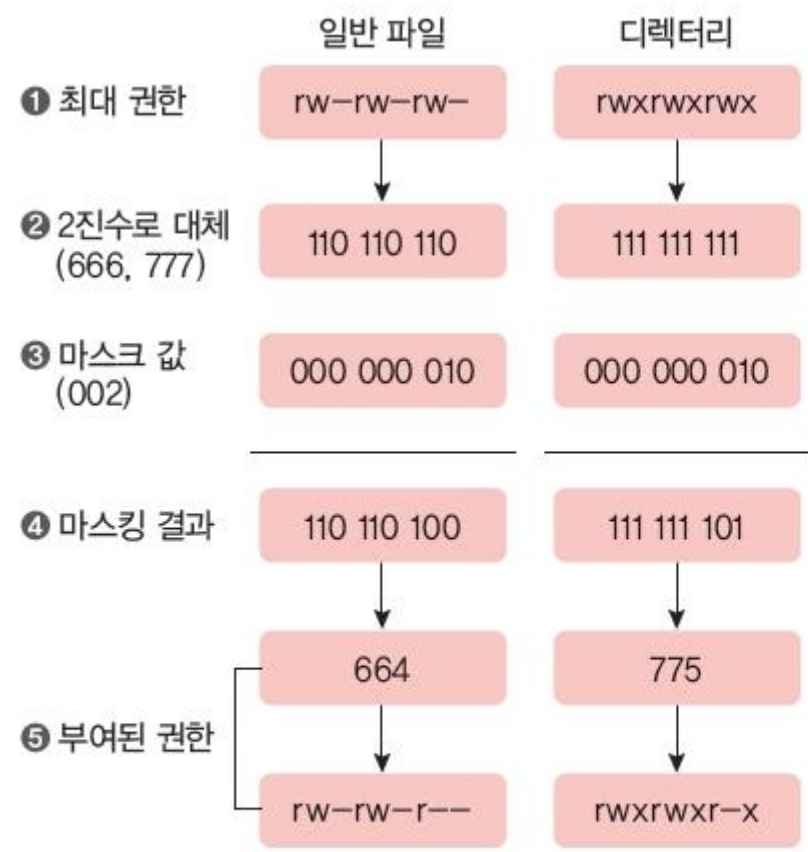 일반 파일 디렉터리
❶ 최대 권한 rw-rw-rw- rwxrwxrwx
❷ 2진수로 대체 110 110 110 111 111 111
(666, 777)
❸ 마스크 값 000 000 010 000 000 010
(002)
❹ 마스킹 결과 110 110 100 111 111 101
664 775
❺ 부여된 권한
rw-rw-r-- rwxrwxr-x